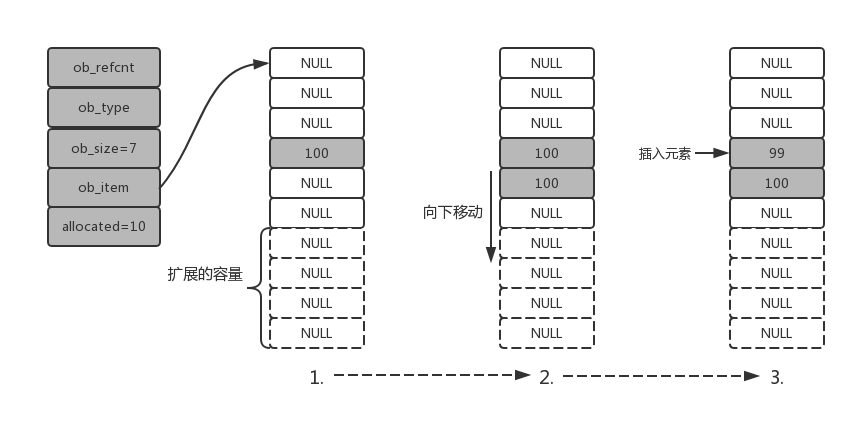 ob_refcnt
ob_type
ob_size=7
ob_item
allocated=10
NULL
NULL
NULL
100
NULL
NULL
NULL
NULL
NULL
NULL
扩展的容量
1.
NULL
NULL
NULL
100
100
NULL
NULL
NULL
NULL
NULL
向下移动
2.
NULL
NULL
NULL
99
100
NULL
NULL
NULL
NULL
NULL
插入元素
3.